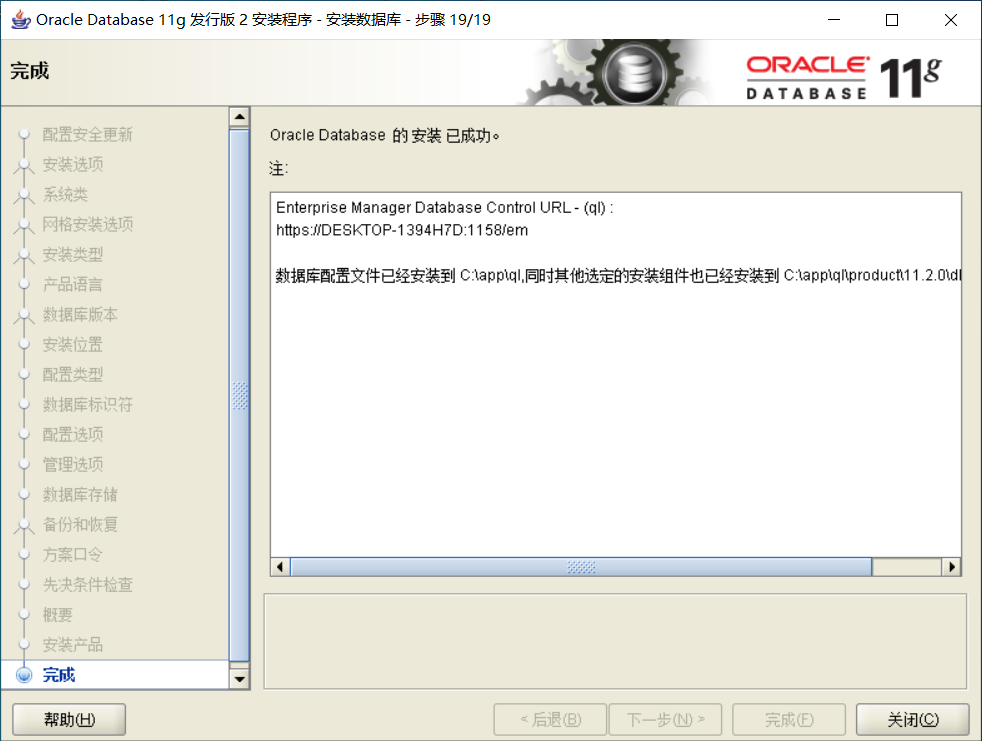 Oracle Database 11g 发行版 2 安装程序 - 安装数据库 - 步骤 19/19
完成
ORACLE
DATABASE
11g
配置安全更新
安装选项
系统类
网格安装选项
安装类型
产品语言
数据库版本
安装位置
配置类型
数据库标识符
配置选项
管理选项
数据库存储
备份和恢复
方案口令
先决条件检查
概要
安装产品
完成
Oracle Database 的 安装 已成功。
注:
Enterprise Manager Database Control URL - (ql) :
https://DESKTOP-1394H7D:1158/em
数据库配置文件已经安装到 C:\app\ql,同时其他选定的安装组件也已经安装到 C:\app\ql\product\11.2.0\d
帮助(H)
< 后退(B)
下一步(N) >
完成(F)
关闭(C)